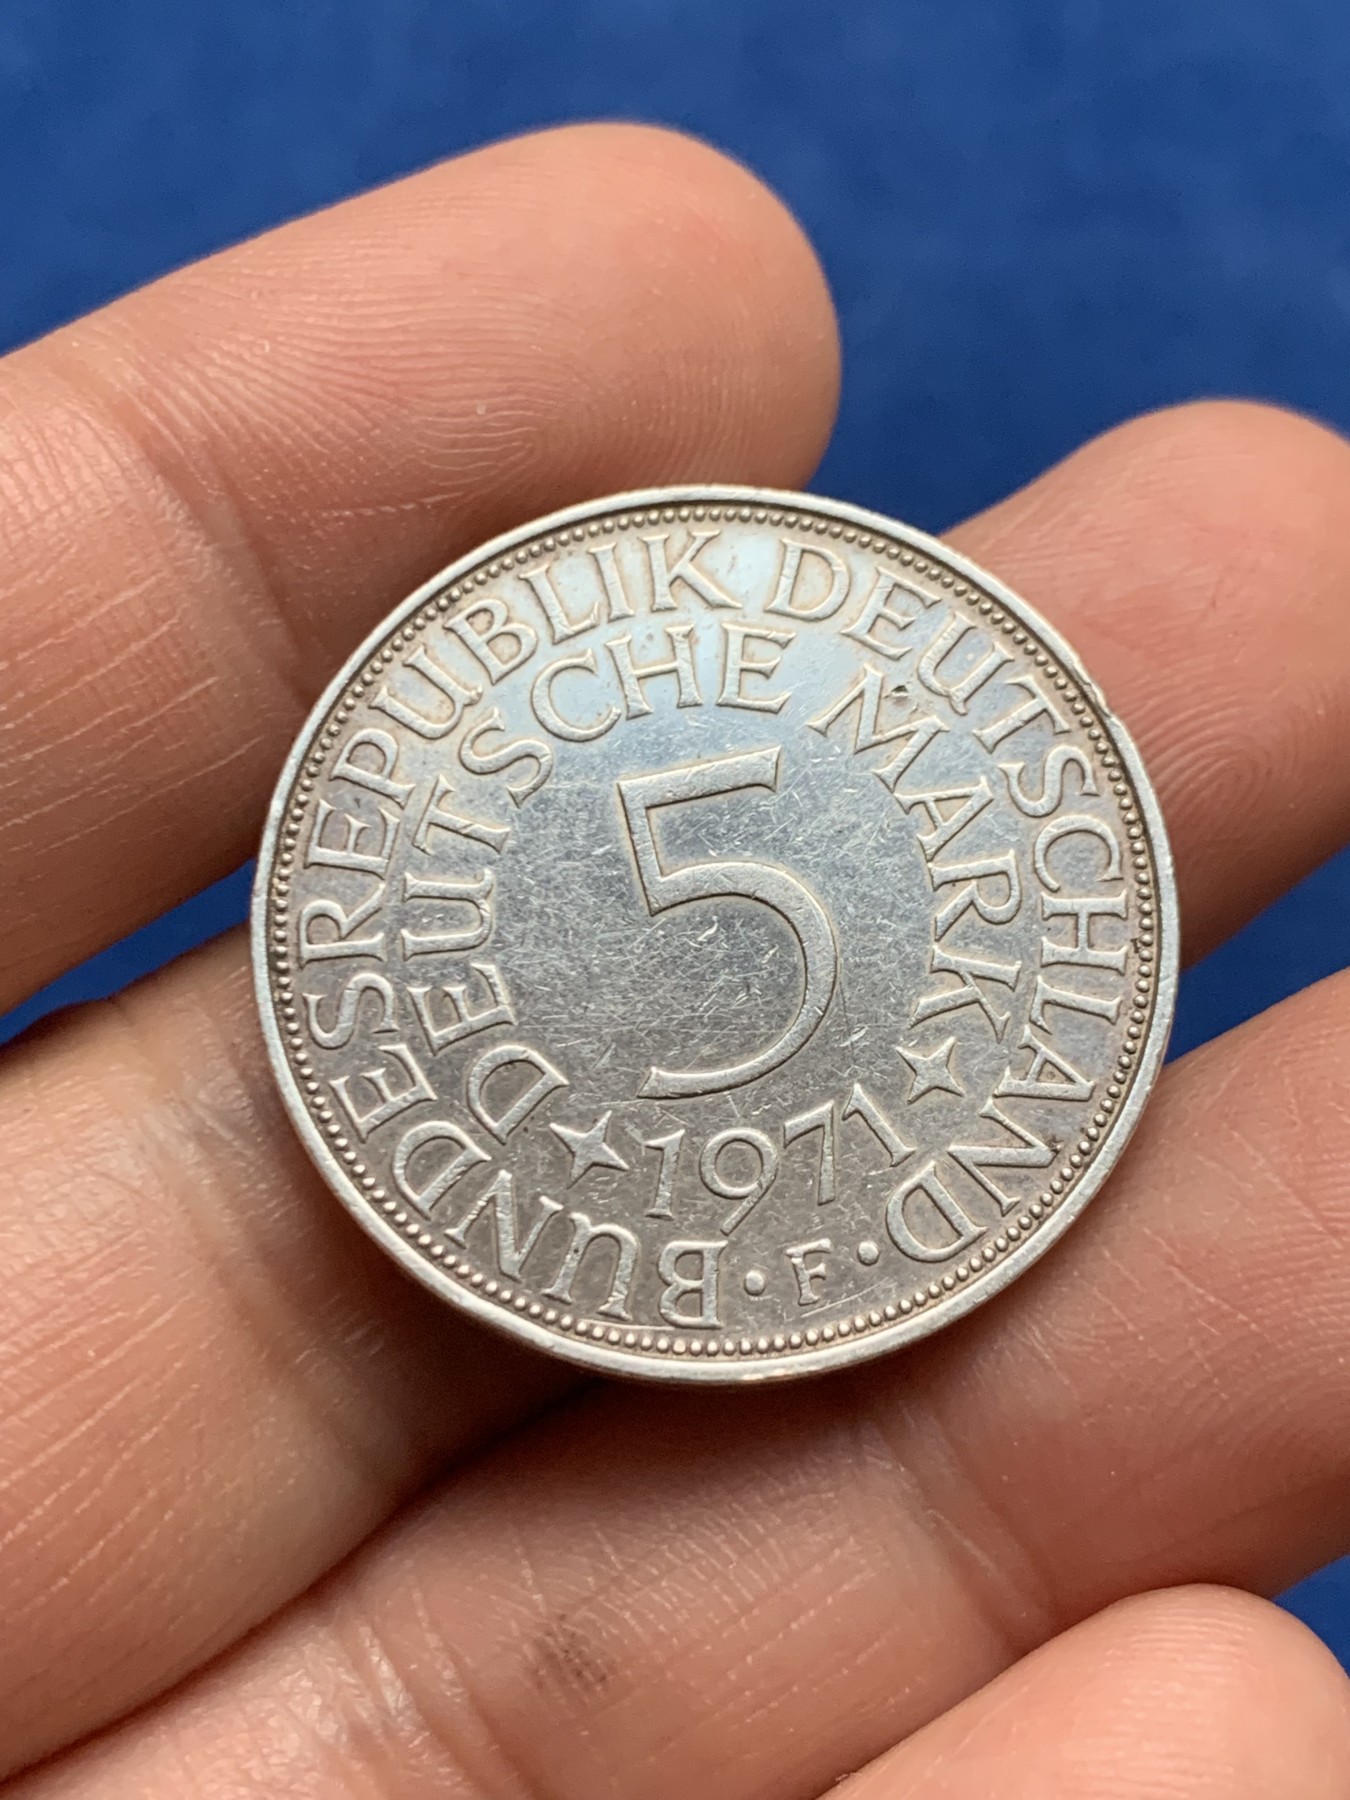 BUNDESREPUBLIK DEUTSCHLAND
DEUTSCHE MARK
5
1971
· F ·